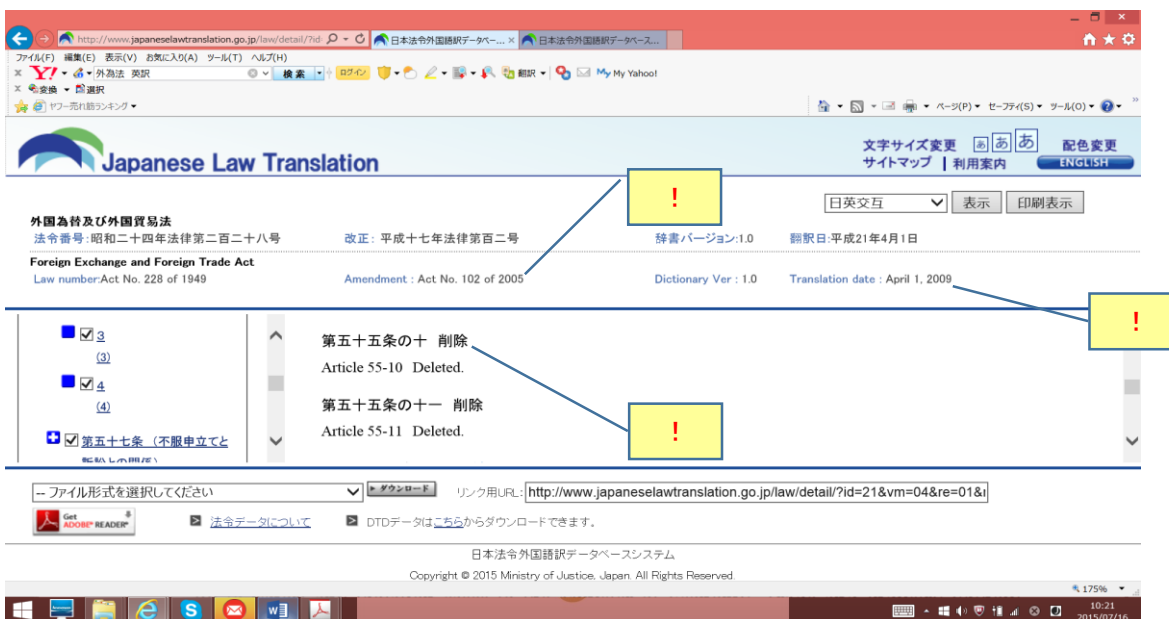 http://www.japaneselawtranslation.go.jp/law/detail/?id
日本法令外国語訳データベー... ×
日本法令外国語訳データベース...
ファイル(F) 編集(E) 表示(V) お気に入り(A) ツール(T) ヘルプ(H)
× Y! 外為法 英訳 検索 ログイン 翻訳 My My Yahoo!
× 変換 選択
ヤフー売れ筋ランキング
ページ(P) セーフティ(S) ツール(O)
Japanese Law Translation
文字サイズ変更 あ あ あ 配色変更
サイトマップ | 利用案内 ENGLISH
!
日英交互 表示 印刷表示
外国為替及び外国貿易法
法令番号:昭和二十四年法律第二百二十八号 改正: 平成十七年法律第百二号 辞書バージョン:1.0 翻訳日:平成21年4月1日
Foreign Exchange and Foreign Trade Act
Law number:Act No. 228 of 1949 Amendment : Act No. 102 of 2005 Dictionary Ver : 1.0 Translation date : April 1, 2009
!
3
(3)
4
(4)
第五十七条 (不服申立てと
訴訟との関係)
第五十五条の十 削除
Article 55-10 Deleted.
第五十五条の十一 削除
Article 55-11 Deleted.
!
-- ファイル形式を選択してください ダウンロード リンク用URL: http://www.japaneselawtranslation.go.jp/law/detail/?id=21&vm=04&re=01&
Get ADOBE® READER® 法令データについて DTDデータはこちらからダウンロードできます。
日本法令外国語訳データベースシステム
Copyright © 2015 Ministry of Justice, Japan. All Rights Reserved.
175%
10:21
2015/07/16